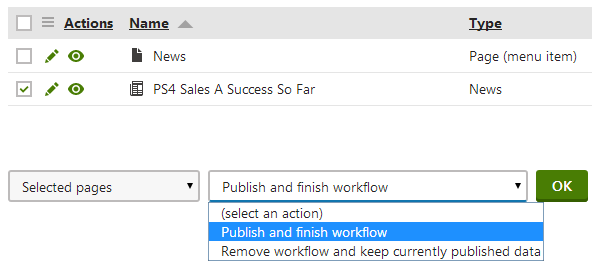 Actions Name Type
News Page (menu item)
PS4 Sales A Success So Far News
Selected pages Publish and finish workflow OK
(select an action)
Publish and finish workflow
Remove workflow and keep currently published data